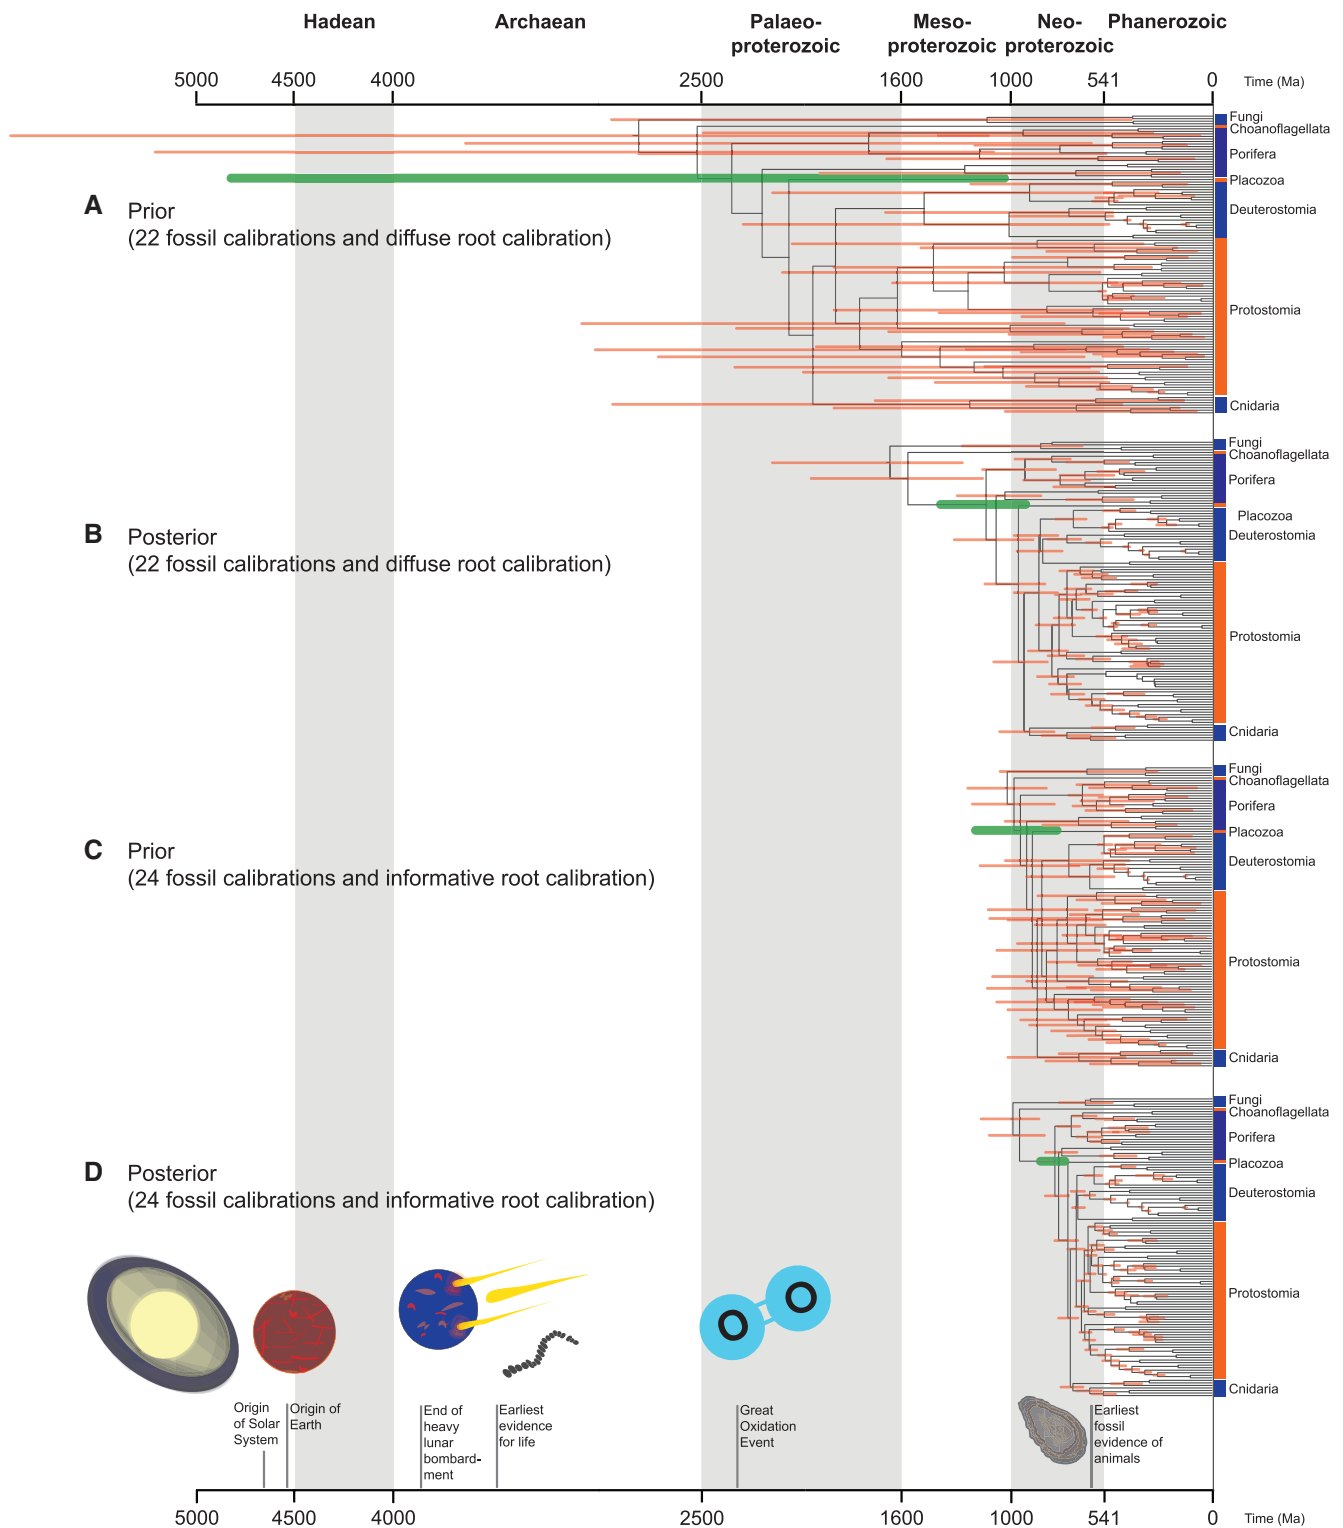 Hadean
Archaean
Palaeo-
proterozoic
Meso-
proterozoic
Neo-
proterozoic
Phanerozoic
5000 4500 4000 2500 1600 1000 541 0 Time (Ma)
Fungi
Choanoflagellata
Porifera
Placozoa
Deuterostomia
Protostomia
Cnidaria
A Prior
(22 fossil calibrations and diffuse root calibration)
Fungi
Choanoflagellata
Porifera
Placozoa
Deuterostomia
Protostomia
Cnidaria
B Posterior
(22 fossil calibrations and diffuse root calibration)
Fungi
Choanoflagellata
Porifera
Placozoa
Deuterostomia
Protostomia
Cnidaria
C Prior
(24 fossil calibrations and informative root calibration)
Fungi
Choanoflagellata
Porifera
Placozoa
Deuterostomia
Protostomia
Cnidaria
D Posterior
(24 fossil calibrations and informative root calibration)
Origin
of Solar
System
Origin of
Earth
End of
heavy
lunar
bombard-
ment
Earliest
evidence
for life
Great
Oxidation
Event
Earliest
fossil
evidence of
animals
5000 4500 4000 2500 1600 1000 541 0 Time (Ma)